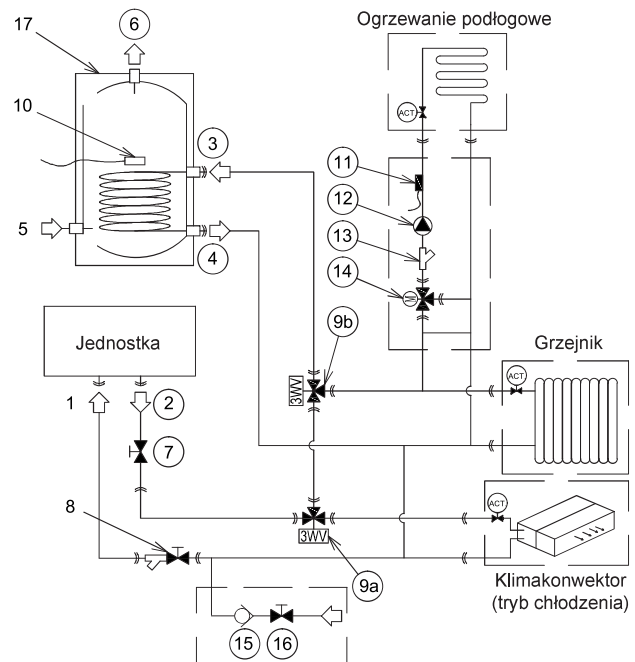 Ogrzewanie podłogowe
17
6
10
3
5
4
ACT
11
12
13
14
Jednostka
1
2
7
8
9b
3WV
Grzejnik
ACT
ACT
3WV
9a
Klimakonwektor
(tryb chłodzenia)
15
16